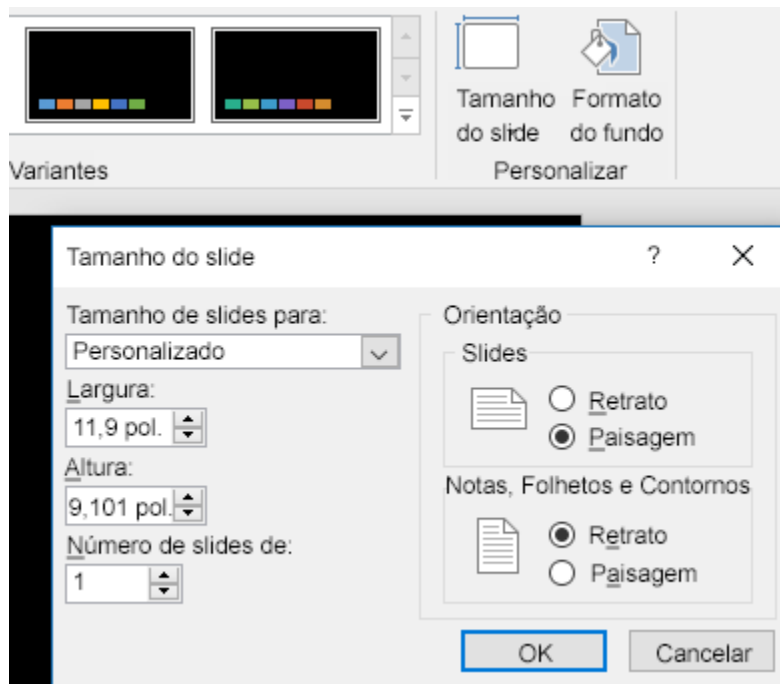 Tamanho
do slide
Formato
do fundo
Variantes
Personalizar
Tamanho do slide
?
Tamanho de slides para:
Personalizado
Largura:
11,9 pol.
Altura:
9,101 pol.
Número de slides de:
1
Orientação
Slides
Retrato
Paisagem
Notas, Folhetos e Contornos
Retrato
Paisagem
OK
Cancelar